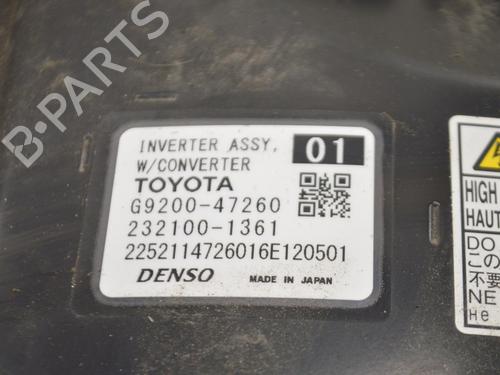 B-PARTS
INVERTER ASSY, 01
W/CONVERTER
TOYOTA
G9200-47260
232100-1361
2252114726016E120501
DENSO MADE IN JAPAN
HIGH
HAUT
DO
この
不要
NE
He